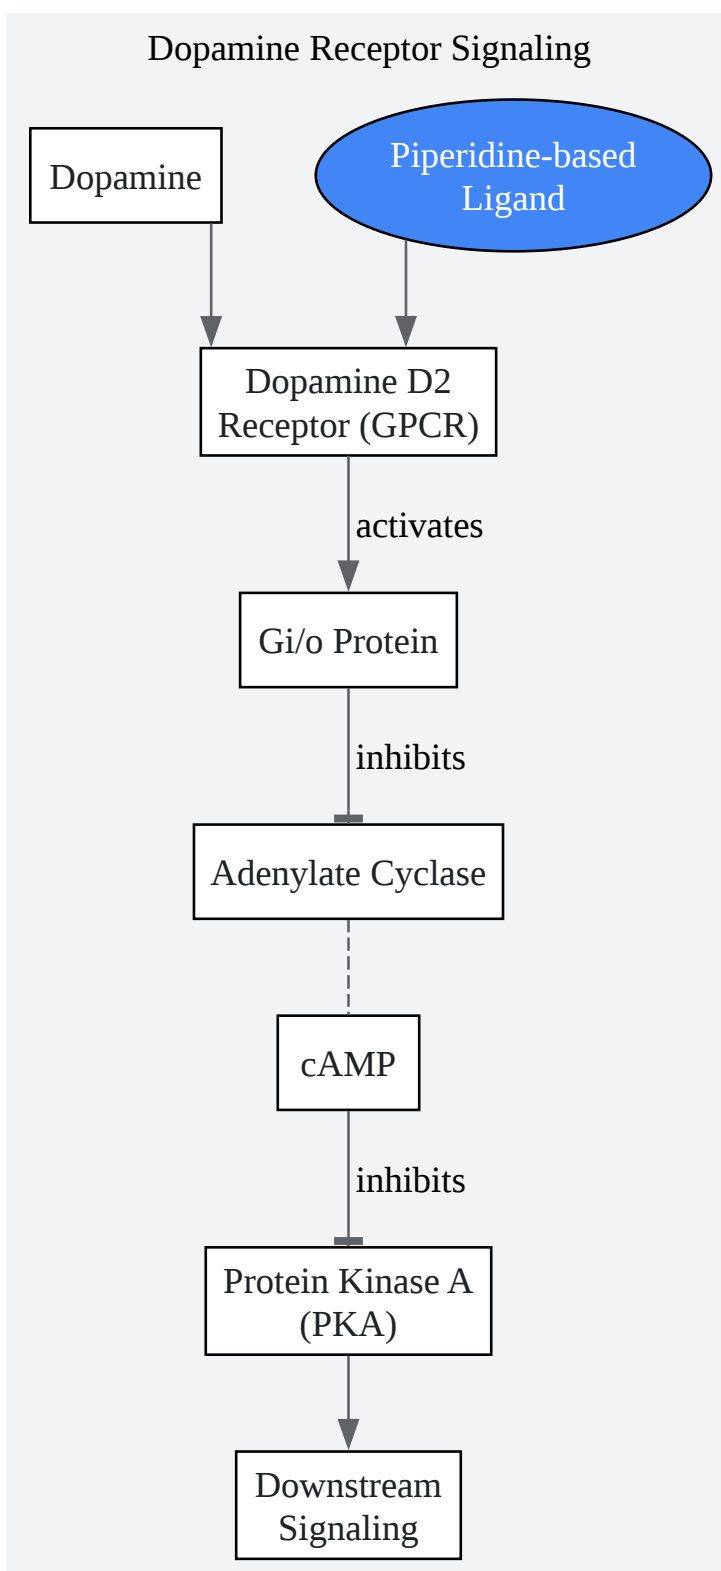 Dopamine Receptor Signaling
Dopamine
Piperidine-based
Ligand
Dopamine D2
Receptor (GPCR)
activates
Gi/o Protein
inhibits
Adenylate Cyclase
cAMP
inhibits
Protein Kinase A
(PKA)
Downstream
Signaling